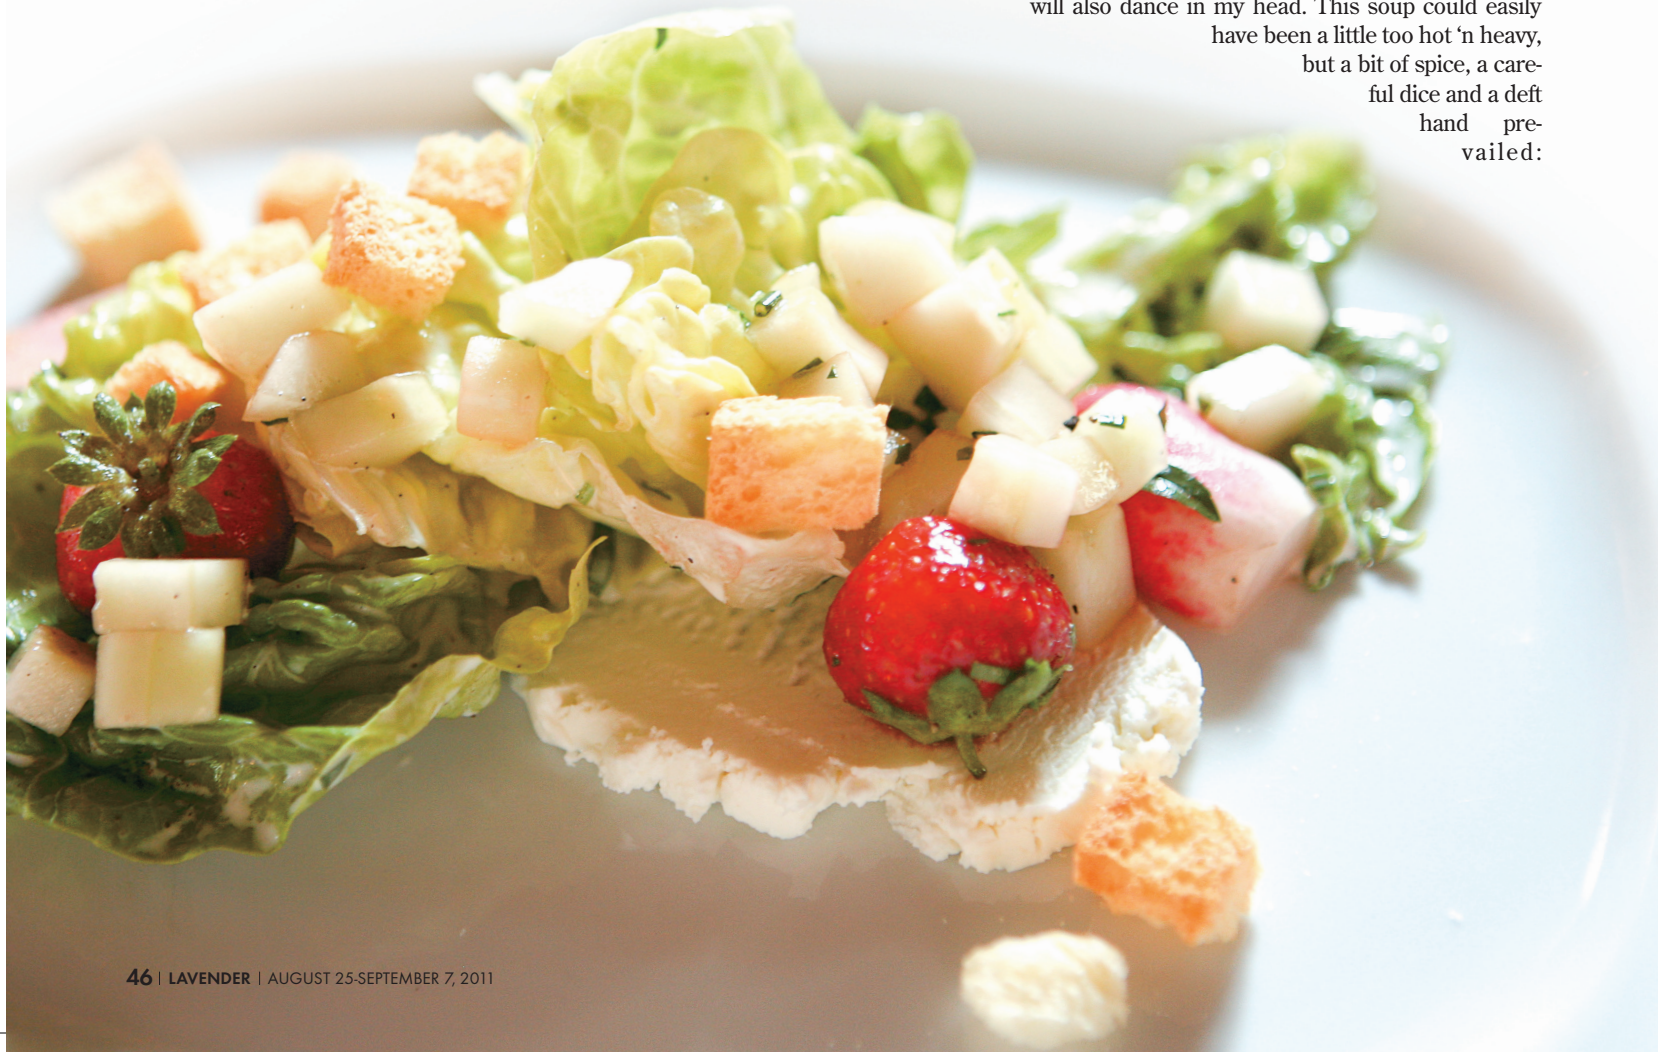 will also dance in my head. This soup could easily
have been a little too hot ‘n heavy,
but a bit of spice, a care-
ful dice and a deft
hand pre-
vailed:
46 | LAVENDER | AUGUST 25-SEPTEMBER 7, 2011